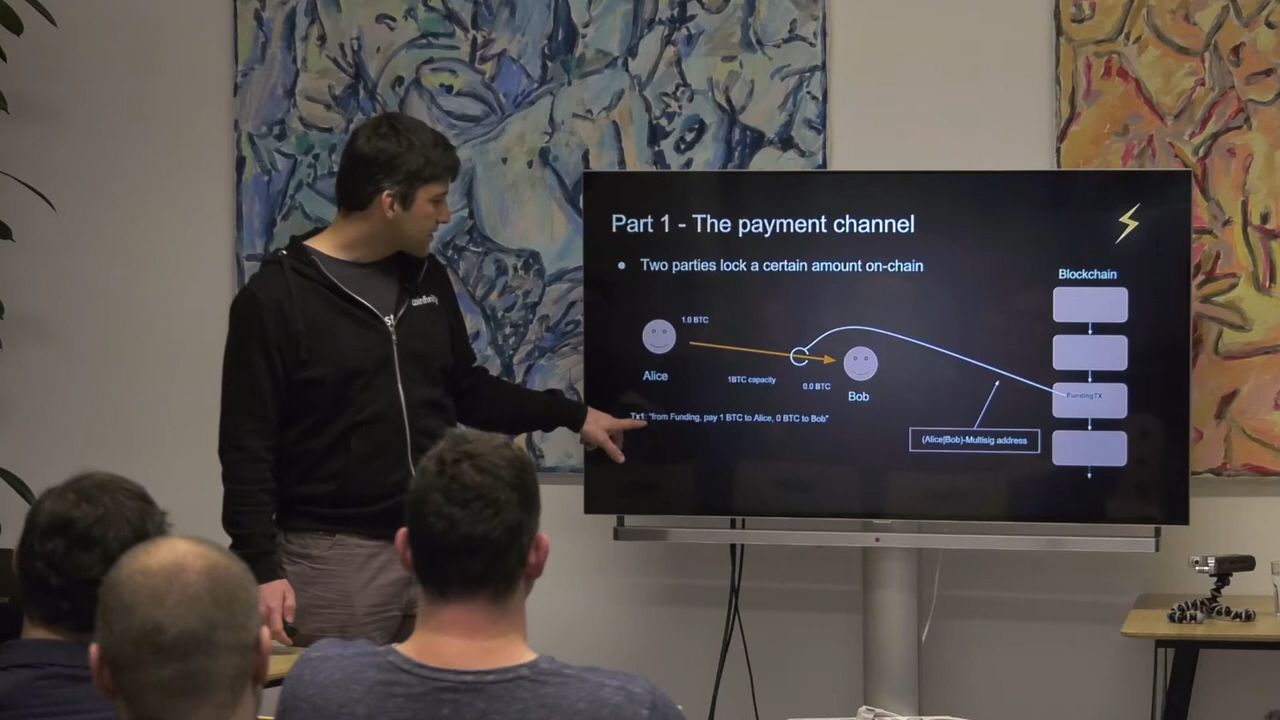 Part 1 - The payment channel
● Two parties lock a certain amount on-chain
Blockchain
1.0 BTC
Alice
1BTC capacity
0.0 BTC
Bob
FundingTX
Tx1: "from Funding, pay 1 BTC to Alice, 0 BTC to Bob"
(Alice|Bob)-Multisig address